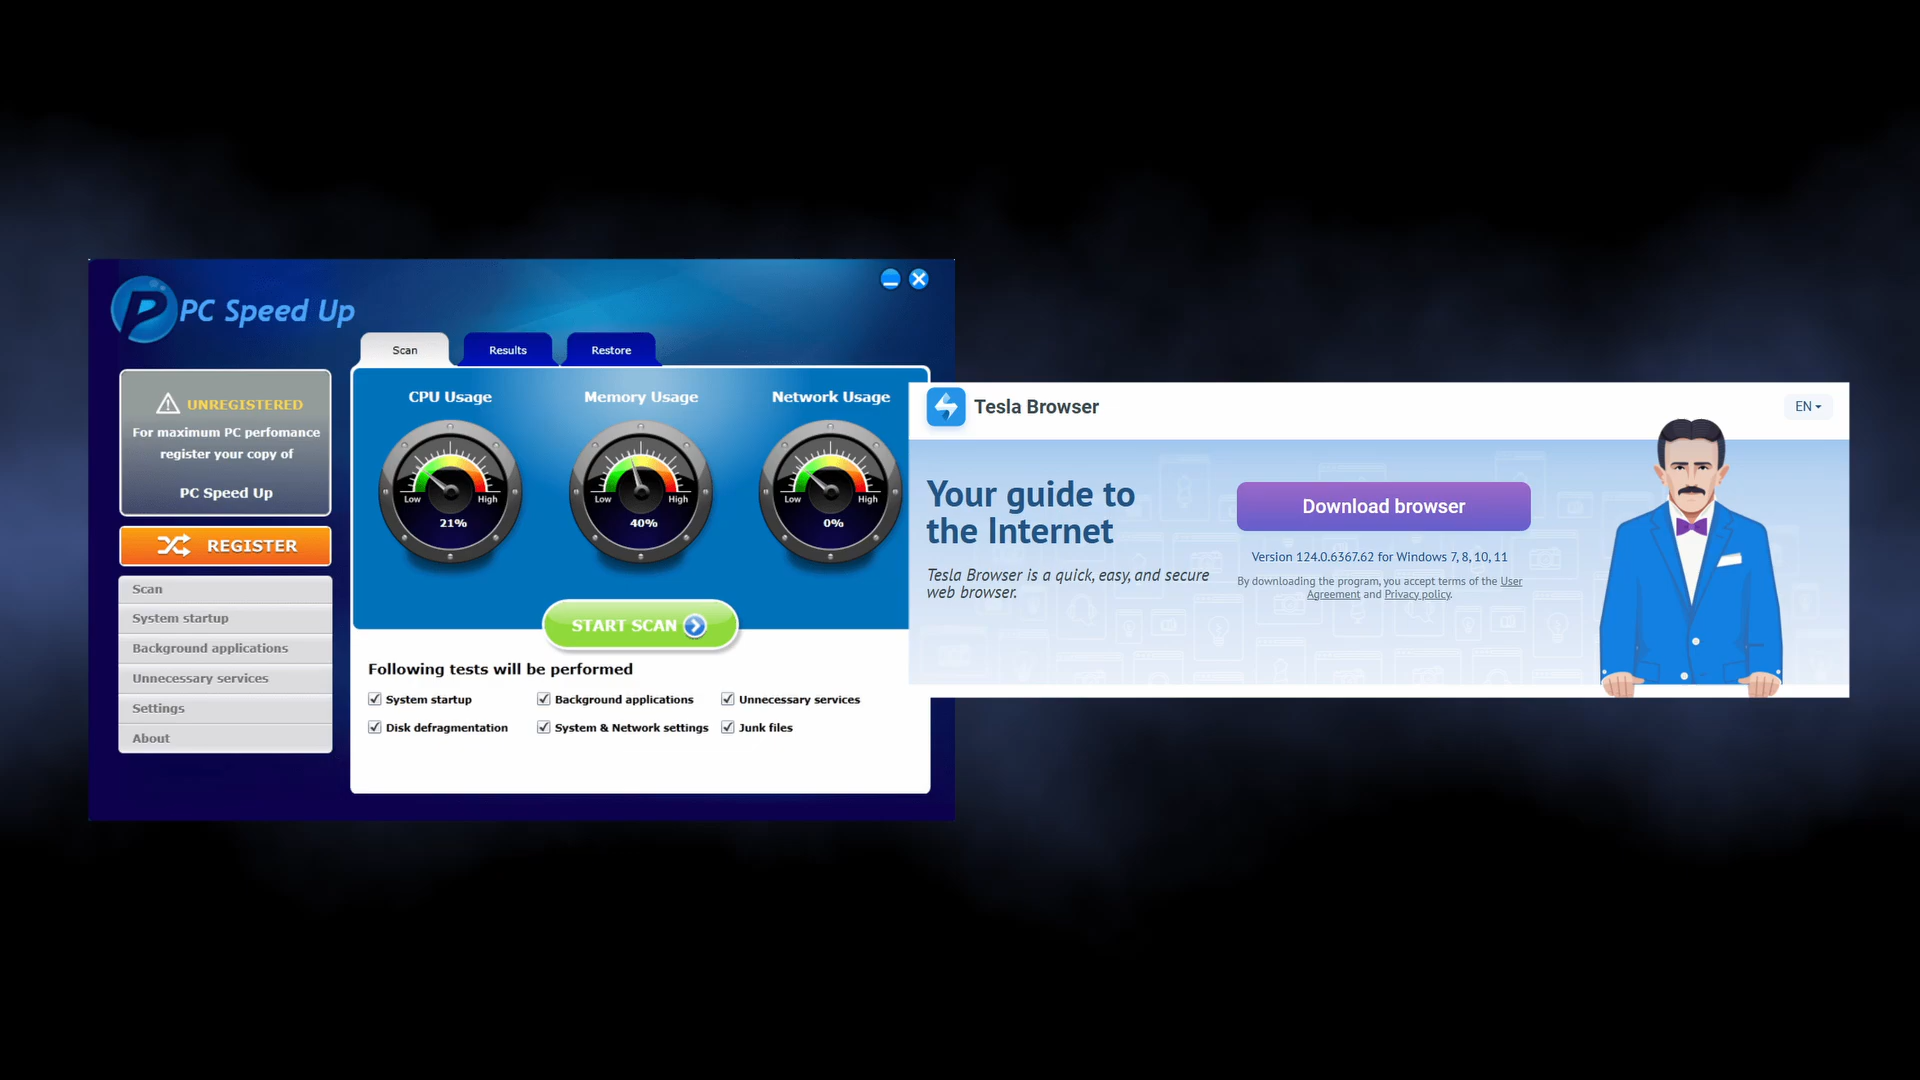 PC Speed Up
Scan
Results
Restore
UNREGISTERED
For maximum PC perfomance
register your copy of
PC Speed Up
REGISTER
Scan
System startup
Background applications
Unnecessary services
Settings
About
CPU Usage
Memory Usage
Network Usage
Low
High
21%
Low
High
40%
Low
High
0%
START SCAN
Following tests will be performed
System startup
Background applications
Unnecessary services
Disk defragmentation
System & Network settings
Junk files
Tesla Browser
EN
Your guide to
the Internet
Tesla Browser is a quick, easy, and secure
web browser.
Download browser
Version 124.0.6367.62 for Windows 7, 8, 10, 11
By downloading the program, you accept terms of the User
Agreement and Privacy policy.